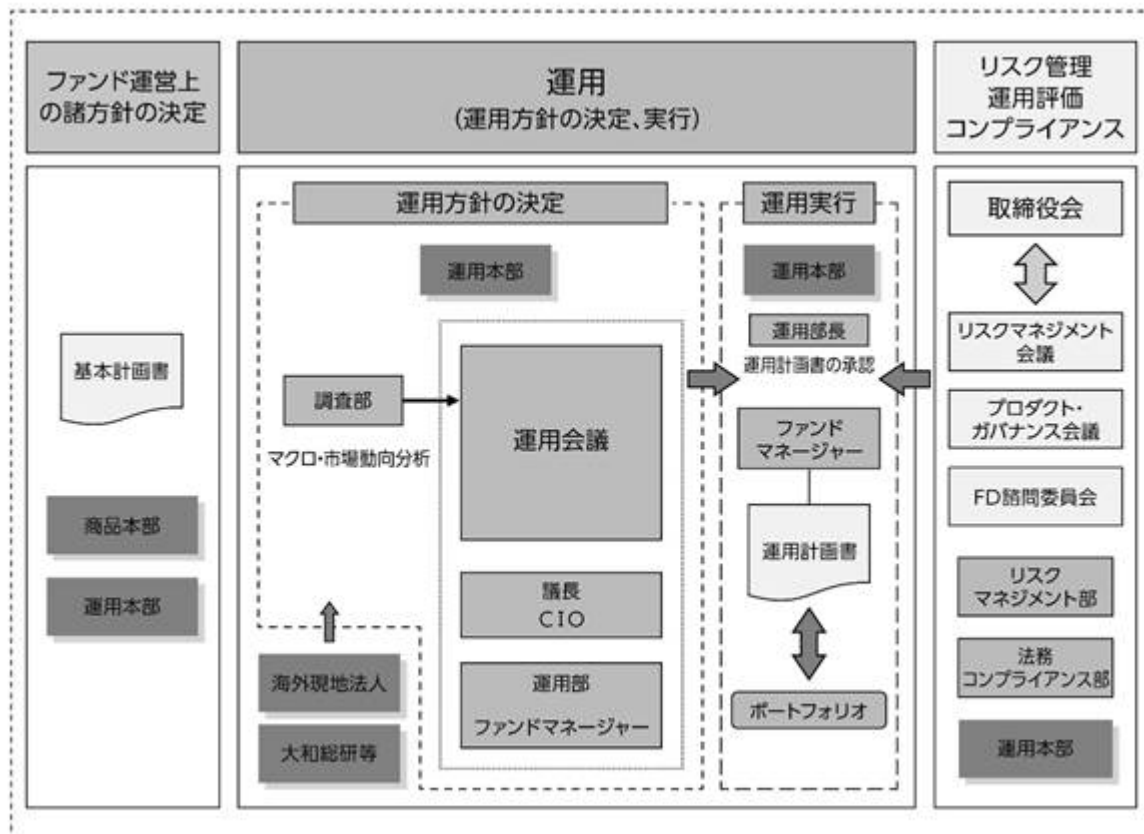 ファンド運営上
の諸方針の決定
運用
(運用方針の決定、実行)
リスク管理
運用評価
コンプライアンス
基本計画書
商品本部
運用本部
運用方針の決定
運用本部
調査部
マクロ・市場動向分析
運用会議
議長
CIO
運用部
ファンドマネージャー
海外現地法人
大和総研等
運用実行
運用本部
運用部長
運用計画書の承認
ファンド
マネージャー
運用計画書
ポートフォリオ
取締役会
リスクマネジメント
会議
プロダクト・
ガバナンス会議
FD諮問委員会
リスク
マネジメント部
法務
コンプライアンス部
運用本部